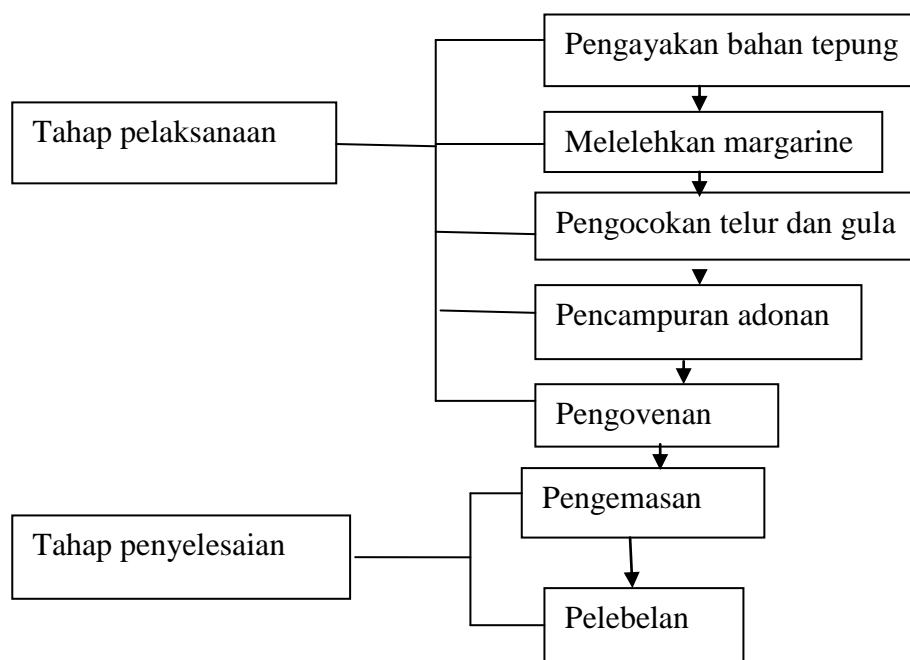 Pengayakan bahan tepung
Tahap pelaksanaan
Melelehkan margarine
Pengocokan telur dan gula
Pencampuran adonan
Pengovenan
Pengemasan
Tahap penyelesaian
Pelebelan